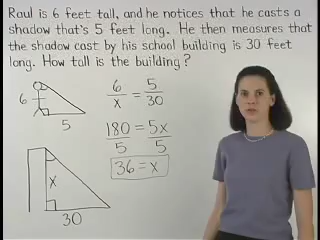 Raul is 6 feet tall, and he notices that he casts a
shadow that's 5 feet long. He then measures that
the shadow cast by his school building is 30 feet
long. How tall is the building?
6
5
6/x = 5/30
180/5 = 5x/5
36 = x
x
30